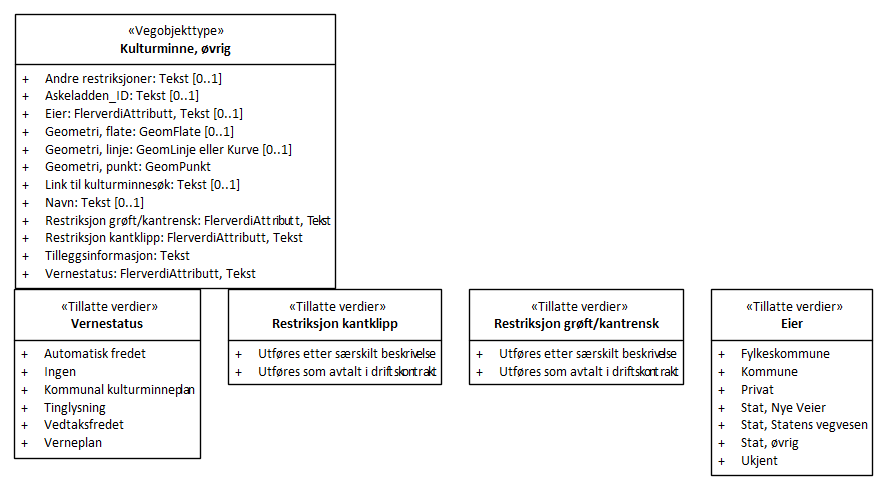 «Vegobjekttype»
Kulturminne, øvrig
+ Andre restriksjoner: Tekst [0..1]
+ Askeladden_ID: Tekst [0..1]
+ Eier: FlerverdiAttributt, Tekst [0..1]
+ Geometri, flate: GeomFlate [0..1]
+ Geometri, linje: GeomLinje eller Kurve [0..1]
+ Geometri, punkt: GeomPunkt
+ Link til kulturminnesøk: Tekst [0..1]
+ Navn: Tekst [0..1]
+ Restriksjon grøft/kantrensk: FlerverdiAttributt, Tekst
+ Restriksjon kantklipp: FlerverdiAttributt, Tekst
+ Tilleggsinformasjon: Tekst
+ Vernestatus: FlerverdiAttributt, Tekst
«Tillatte verdier»
Vernestatus
+ Automatisk fredet
+ Ingen
+ Kommunal kulturminneplan
+ Tinglysning
+ Vedtaksfredet
+ Verneplan
«Tillatte verdier»
Restriksjon kantklipp
+ Utføres etter særskilt beskrivelse
+ Utføres som avtalt i driftskontrakt
«Tillatte verdier»
Restriksjon grøft/kantrensk
+ Utføres etter særskilt beskrivelse
+ Utføres som avtalt i driftskontrakt
«Tillatte verdier»
Eier
+ Fylkeskommune
+ Kommune
+ Privat
+ Stat, Nye Veier
+ Stat, Statens vegvesen
+ Stat, øvrig
+ Ukjent